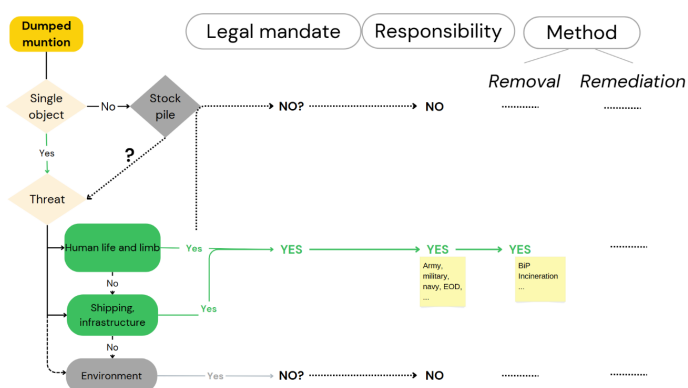 Dumped
muntion
Legal mandate
Responsibility
Method
Removal
Remediation
Single
object
No
Stock
pile
NO?
NO
Yes
?
Threat
Human life and limb
Yes
YES
YES
YES
Army,
military,
navy, EOD,
...
BiP
Incineration
...
No
Shipping,
infrastructure
Yes
No
Environment
Yes
NO?
NO